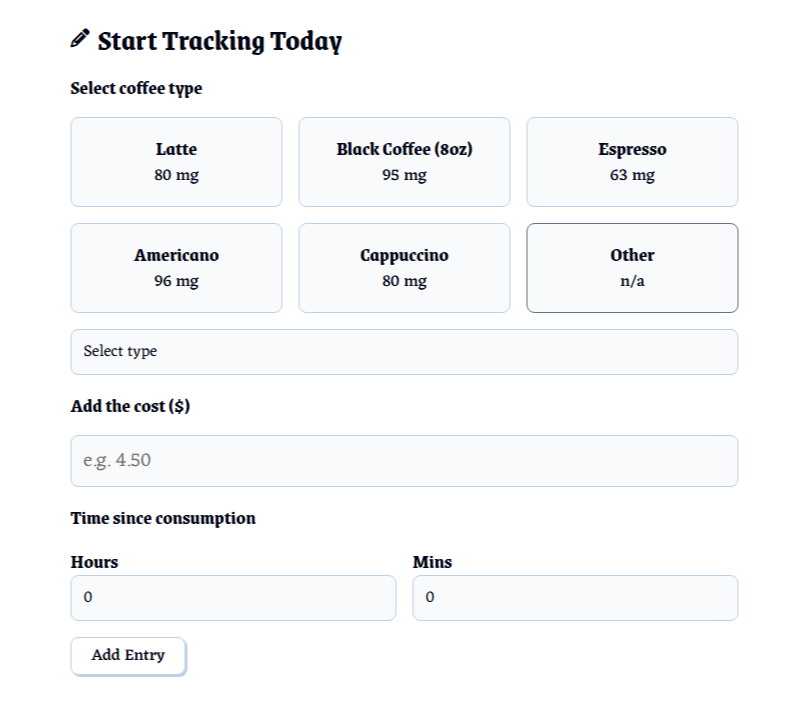 Start Tracking Today
Select coffee type
Latte
80 mg
Black Coffee (8oz)
95 mg
Espresso
63 mg
Americano
96 mg
Cappuccino
80 mg
Other
n/a
Select type
Add the cost ($)
e.g. 4.50
Time since consumption
Hours
0
Mins
0
Add Entry